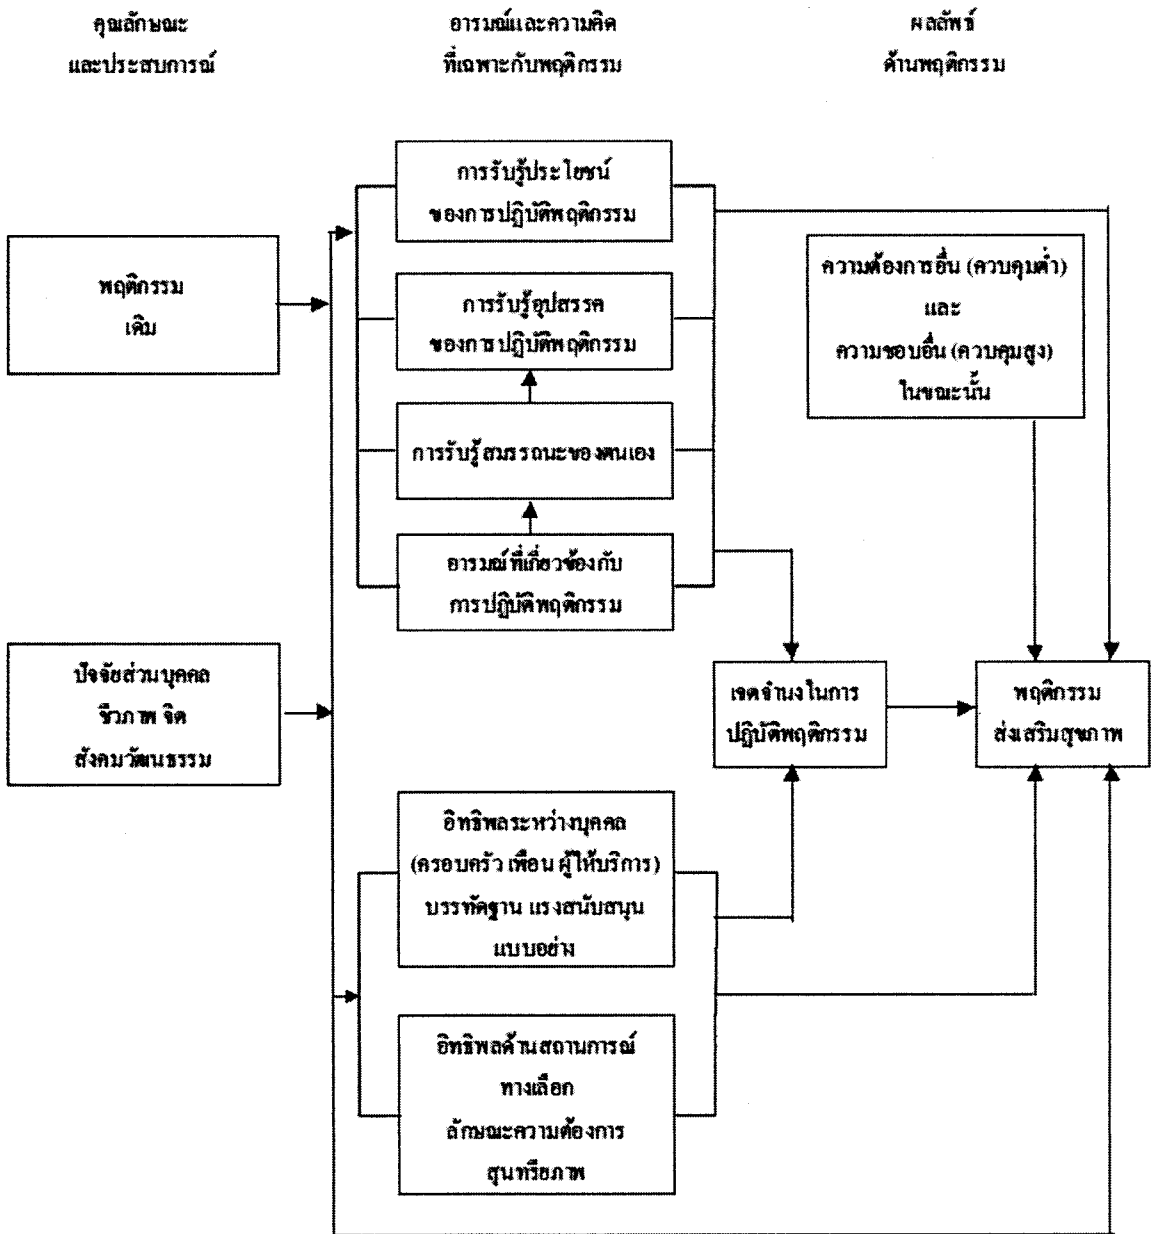 คุณลักษณะ
และประสบการณ์
อารมณ์และความคิด
ที่เฉพาะกับพฤติกรรม
ผลลัพธ์
ด้านพฤติกรรม
พฤติกรรม
เดิม
ปัจจัยส่วนบุคคล
ชีวภาพ จิต
สังคมวัฒนธรรม
การรับรู้ประโยชน์
ของการปฏิบัติพฤติกรรม
การรับรู้อุปสรรค
ของการปฏิบัติพฤติกรรม
การรับรู้สมรรถนะของตนเอง
อารมณ์ที่เกี่ยวข้องกับ
การปฏิบัติพฤติกรรม
อิทธิพลระหว่างบุคคล
(ครอบครัว เพื่อน ผู้ให้บริการ)
บรรทัดฐาน แรงสนับสนุน
แบบอย่าง
อิทธิพลด้านสถานการณ์
ทางเลือก
ลักษณะความต้องการ
สุนทรียภาพ
ความต้องการอื่น (ควบคุมต่ำ)
และ
ความชอบอื่น (ควบคุมสูง)
ในขณะนั้น
เจตจำนงในการ
ปฏิบัติพฤติกรรม
พฤติกรรม
ส่งเสริมสุขภาพ